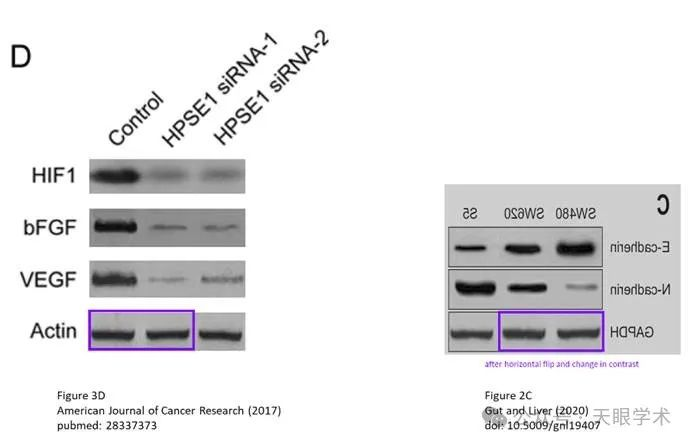 D
Control
HPSE1 siRNA-1
HPSE1 siRNA-2
HIF1
bFGF
VEGF
Actin
Figure 3D
American Journal of Cancer Research (2017)
pubmed: 28337373
C
S5 SW620 SW480
E-cadherin
N-cadherin
GAPDH
after horizontal flip and change in contrast
Figure 2C
Gut and Liver (2020)
doi: 10.5009/gnl19407
公众号 · 天眼学术